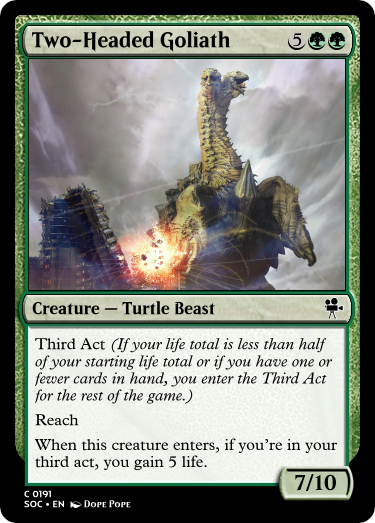 Two-Headed Goliath 5
Creature — Turtle Beast
Third Act (If your life total is less than half
of your starting life total or if you have one or
fewer cards in hand, you enter the Third Act
for the rest of the game.)
Reach
When this creature enters, if you're in your
third act, you gain 5 life.
7/10
C 0191
SOC • EN Dope Pope